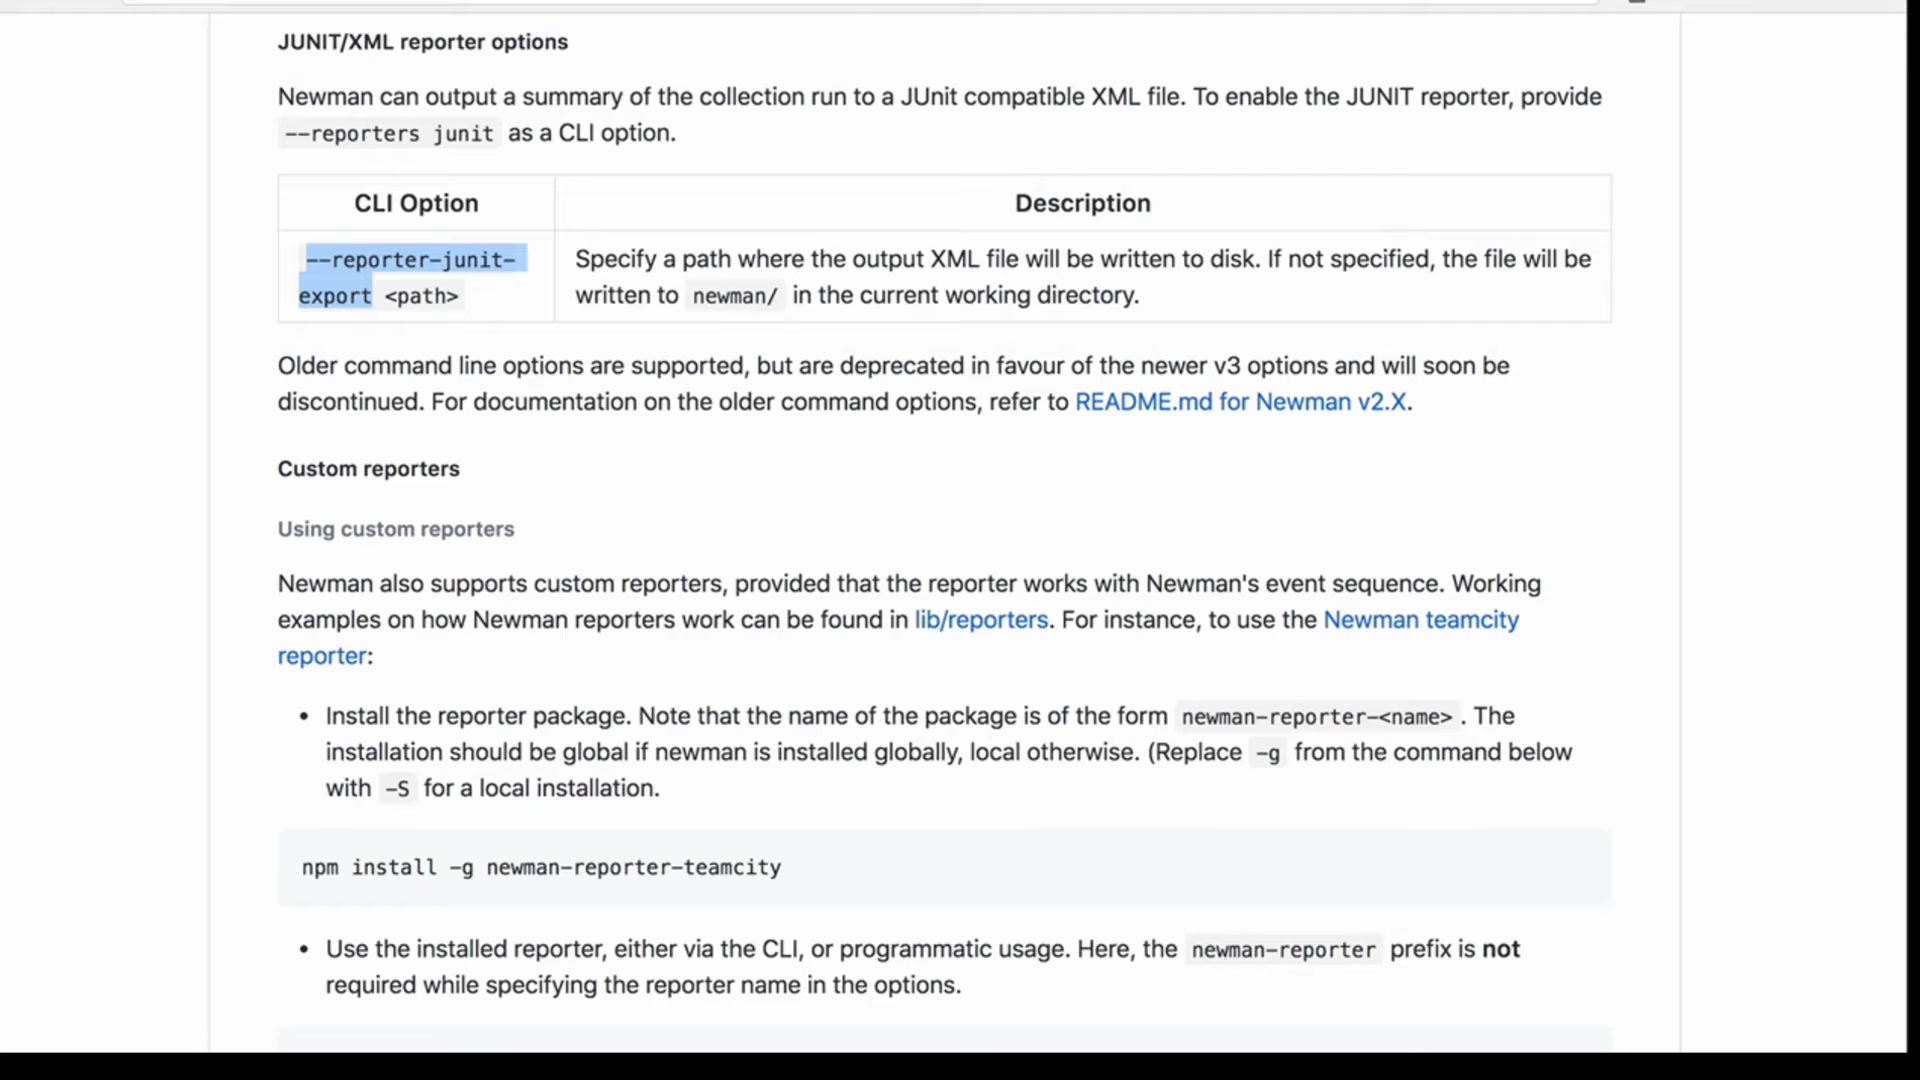 JUNIT/XML reporter options
Newman can output a summary of the collection run to a JUnit compatible XML file. To enable the JUNIT reporter, provide
--reporters junit as a CLI option.
CLI Option Description
--reporter-junit- Specify a path where the output XML file will be written to disk. If not specified, the file will be
export <path> written to newman/ in the current working directory.
Older command line options are supported, but are deprecated in favour of the newer v3 options and will soon be
discontinued. For documentation on the older command options, refer to README.md for Newman v2.X.
Custom reporters
Using custom reporters
Newman also supports custom reporters, provided that the reporter works with Newman's event sequence. Working
examples on how Newman reporters work can be found in lib/reporters. For instance, to use the Newman teamcity
reporter:
• Install the reporter package. Note that the name of the package is of the form newman-reporter-<name> . The
installation should be global if newman is installed globally, local otherwise. (Replace -g from the command below
with -S for a local installation.
npm install -g newman-reporter-teamcity
• Use the installed reporter, either via the CLI, or programmatic usage. Here, the newman-reporter prefix is not
required while specifying the reporter name in the options.